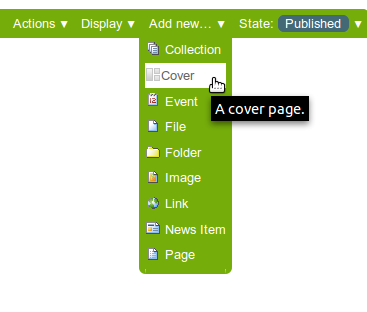 Actions ▼ Display ▼ Add new… ▼ State: Published ▼
Collection
Cover
A cover page.
Event
File
Folder
Image
Link
News Item
Page